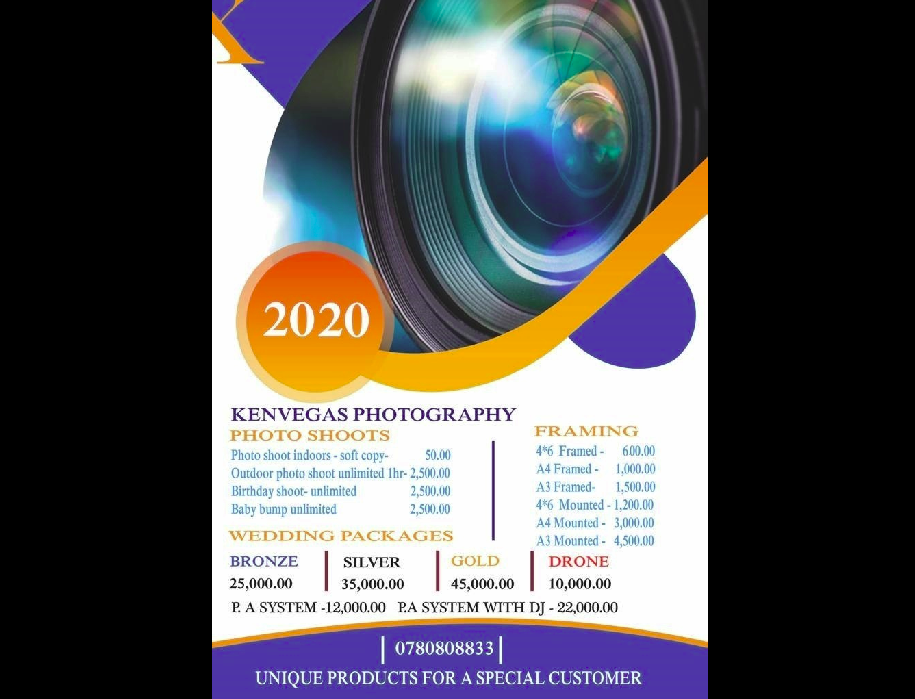 2020
KENVEGAS PHOTOGRAPHY
PHOTO SHOOTS
Photo shoot indoors - soft copy- 50.00
Outdoor photo shoot unlimited 1hr- 2,500.00
Birthday shoot- unlimited 2,500.00
Baby bump unlimited 2,500.00
FRAMING
4*6 Framed - 600.00
A4 Framed - 1,000.00
A3 Framed- 1,500.00
4*6 Mounted - 1,200.00
A4 Mounted - 3,000.00
A3 Mounted - 4,500.00
WEDDING PACKAGES
BRONZE SILVER GOLD DRONE
25,000.00 35,000.00 45,000.00 10,000.00
P. A SYSTEM -12,000.00 P.A SYSTEM WITH DJ - 22,000.00
0780808833
UNIQUE PRODUCTS FOR A SPECIAL CUSTOMER